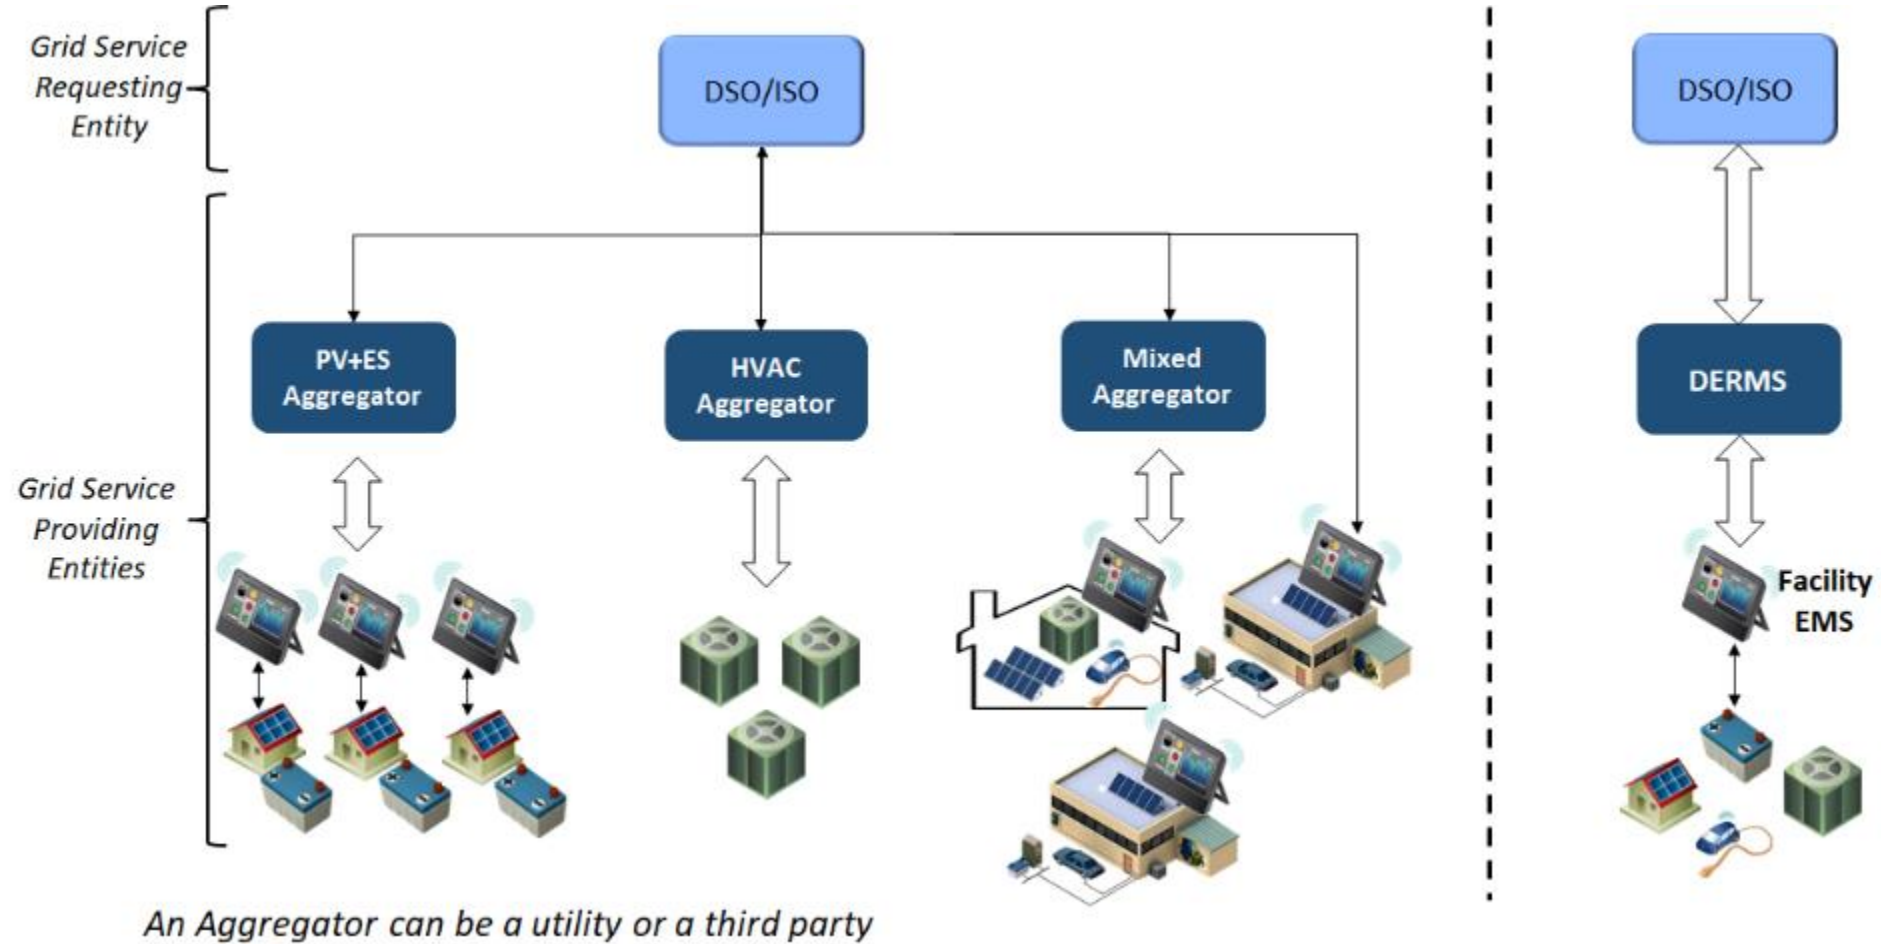 Grid Service
Requesting
Entity
DSO/ISO
DSO/ISO
PV+ES
Aggregator
HVAC
Aggregator
Mixed
Aggregator
DERMS
Grid Service
Providing
Entities
Facility
EMS
An Aggregator can be a utility or a third party